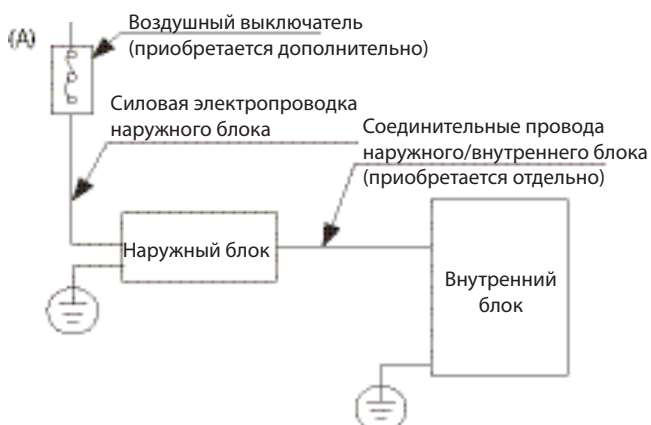 (A)
Воздушный выключатель
(приобретается дополнительно)
Силовая электропроводка
наружного блока
Соединительные провода
наружного/внутреннего блока
(приобретается отдельно)
Наружный блок
Внутренний
блок